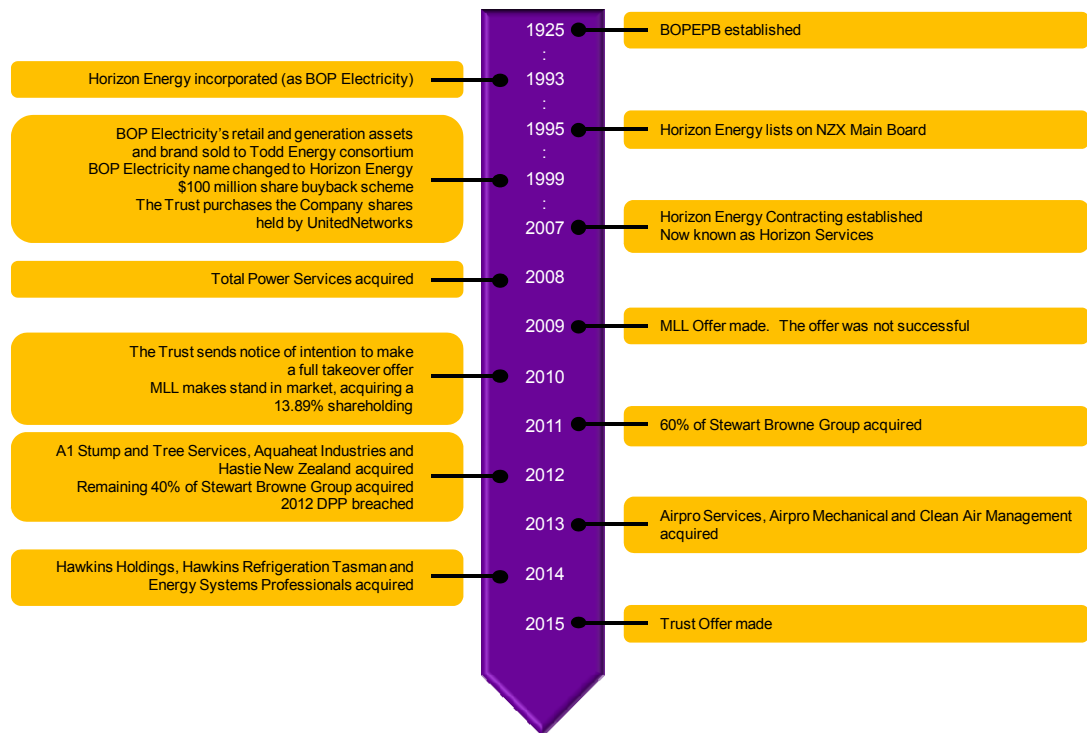 1925
BOPEPB established
:
Horizon Energy incorporated (as BOP Electricity)
1993
:
1995
Horizon Energy lists on NZX Main Board
:
BOP Electricity's retail and generation assets
and brand sold to Todd Energy consortium
BOP Electricity name changed to Horizon Energy
$100 million share buyback scheme
The Trust purchases the Company shares
held by UnitedNetworks
1999
:
2007
Horizon Energy Contracting established
Now known as Horizon Services
Total Power Services acquired
2008
2009
MLL Offer made. The offer was not successful
The Trust sends notice of intention to make
a full takeover offer
MLL makes stand in market, acquiring a
13.89% shareholding
2010
2011
60% of Stewart Browne Group acquired
A1 Stump and Tree Services, Aquaheat Industries and
Hastie New Zealand acquired
Remaining 40% of Stewart Browne Group acquired
2012 DPP breached
2012
2013
Airpro Services, Airpro Mechanical and Clean Air Management
acquired
Hawkins Holdings, Hawkins Refrigeration Tasman and
Energy Systems Professionals acquired
2014
2015
Trust Offer made